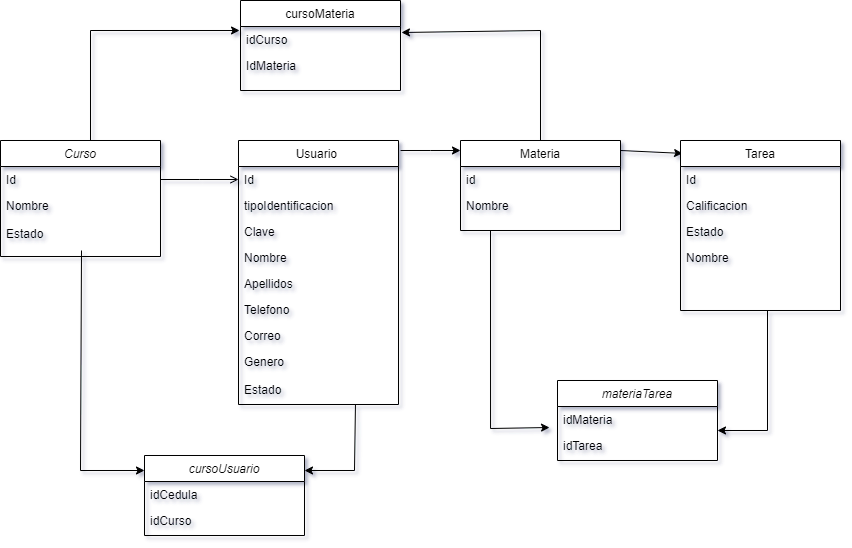 cursoMateria
idCurso
IdMateria
Curso
Id
Nombre
Estado
Usuario
Id
tipoIdentificacion
Clave
Nombre
Apellidos
Telefono
Correo
Genero
Estado
Materia
id
Nombre
Tarea
Id
Calificacion
Estado
Nombre
materiaTarea
idMateria
idTarea
cursoUsuario
idCedula
idCurso